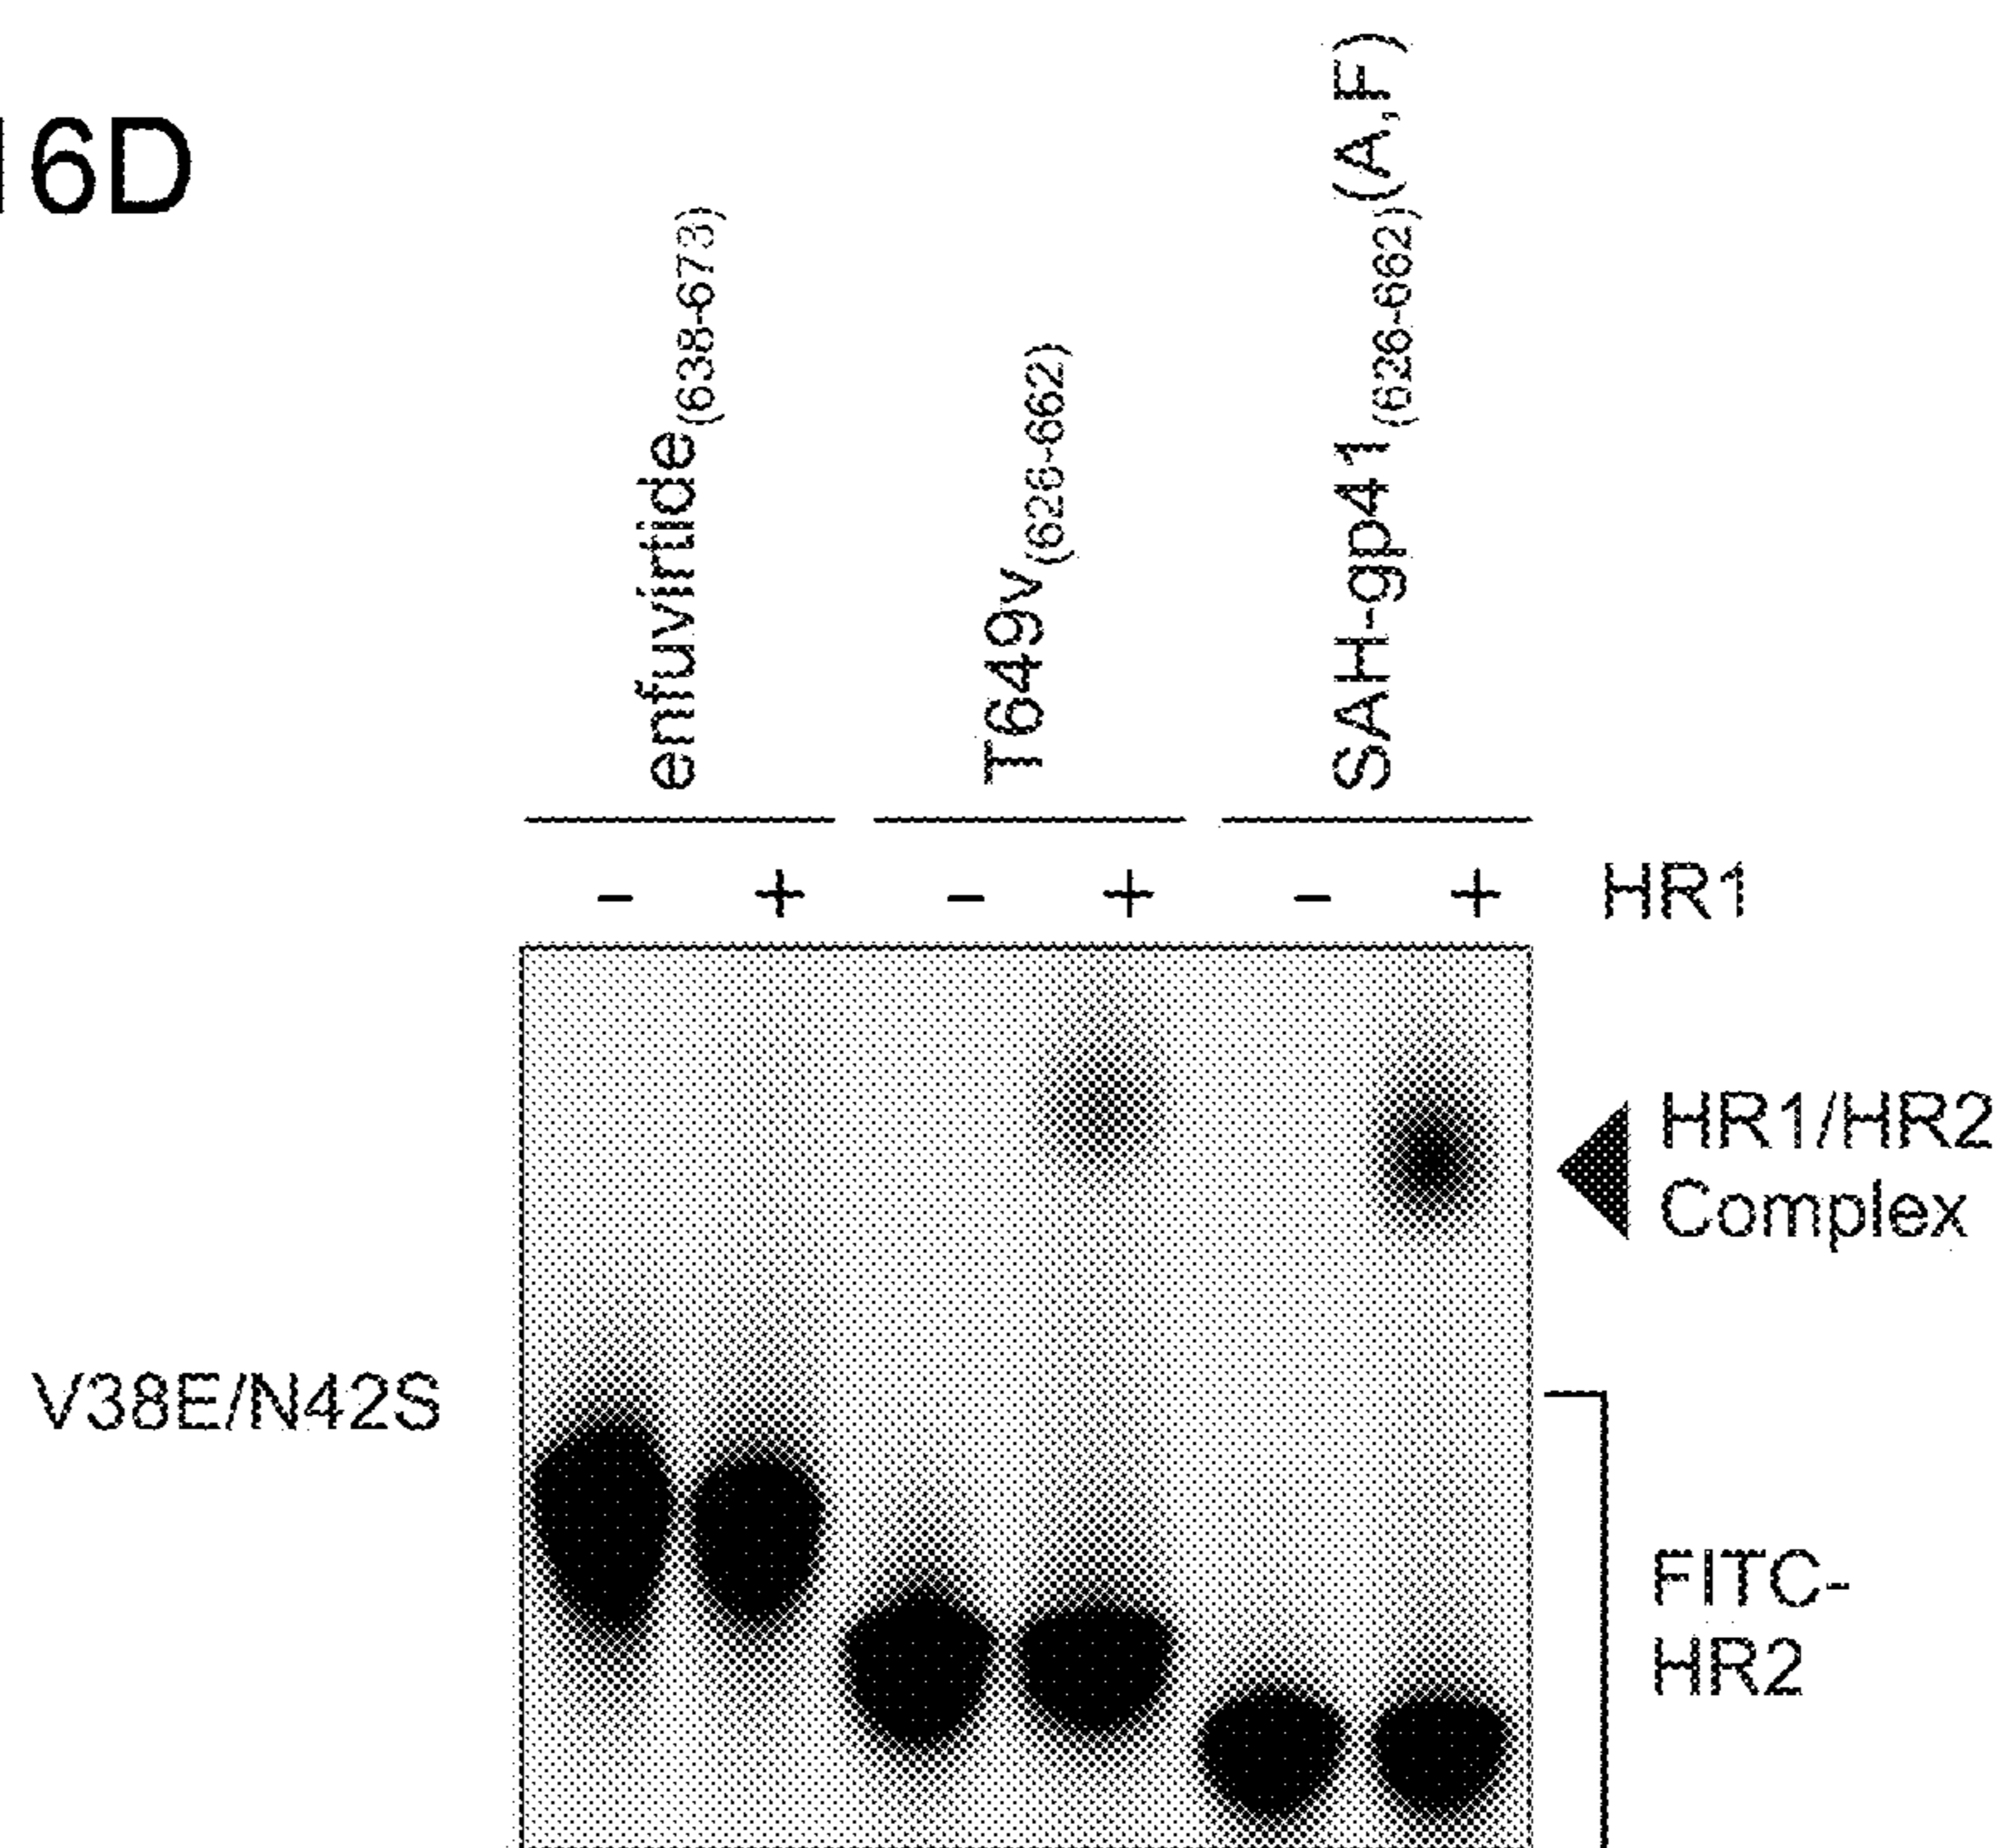 16D
enfuvirtide(638-673)
T649v(626-662)
SAH-gp41(626-662)(A,F)
– + – + – + HR1
HR1/HR2
Complex
V38E/N42S
FITC-
HR2